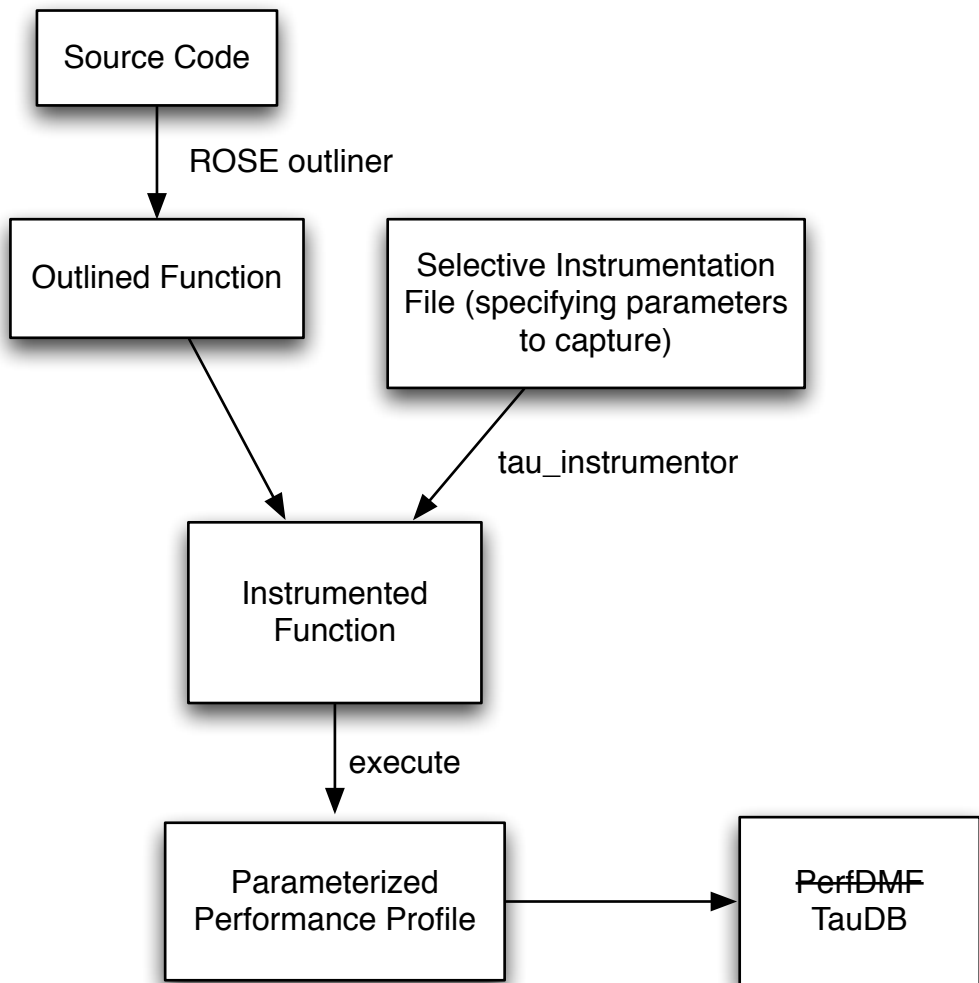 Source Code
ROSE outliner
Outlined Function
Selective Instrumentation
File (specifying parameters
to capture)
tau_instrumentor
Instrumented
Function
execute
Parameterized
Performance Profile
PerfDMF
TauDB